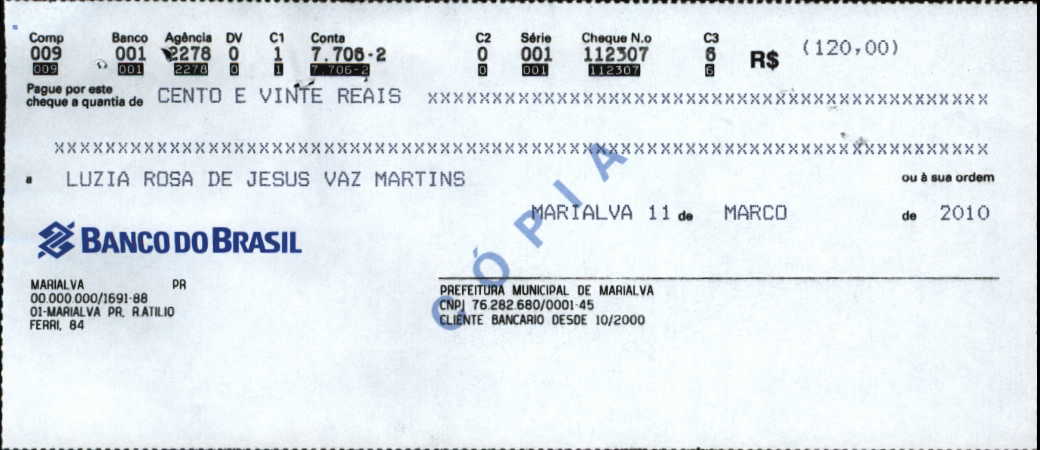 Comp Banco Agência DV C1 Conta C2 Série Cheque N.o C3
009 001 2278 0 1 7.706-2 0 001 112307 6 R$ (120,00)
009 001 2278 0 1 7.706-2 0 001 112307 6
Pague por este
cheque a quantia de CENTO E VINTE REAIS XXXXXXXXXXXXXXXXXXXXXXXXXXXXXXXXXXXXXXXXXXX
XXXXXXXXXXXXXXXXXXXXXXXXXXXXXXXXXXXXXXXXXXXXXXXXXXXXXXXXXXXXXXXXXXXXXXXX
a LUZIA ROSA DE JESUS VAZ MARTINS ou à sua ordem
MARIALVA 11 de MARCO de 2010
CÓPIA
BANCO DO BRASIL
MARIALVA PR
00.000.000/1691-88
01-MARIALVA PR, R.ATILIO
FERRI, 84
PREFEITURA MUNICIPAL DE MARIALVA
CNPJ 76.282.680/0001-45
CLIENTE BANCARIO DESDE 10/2000